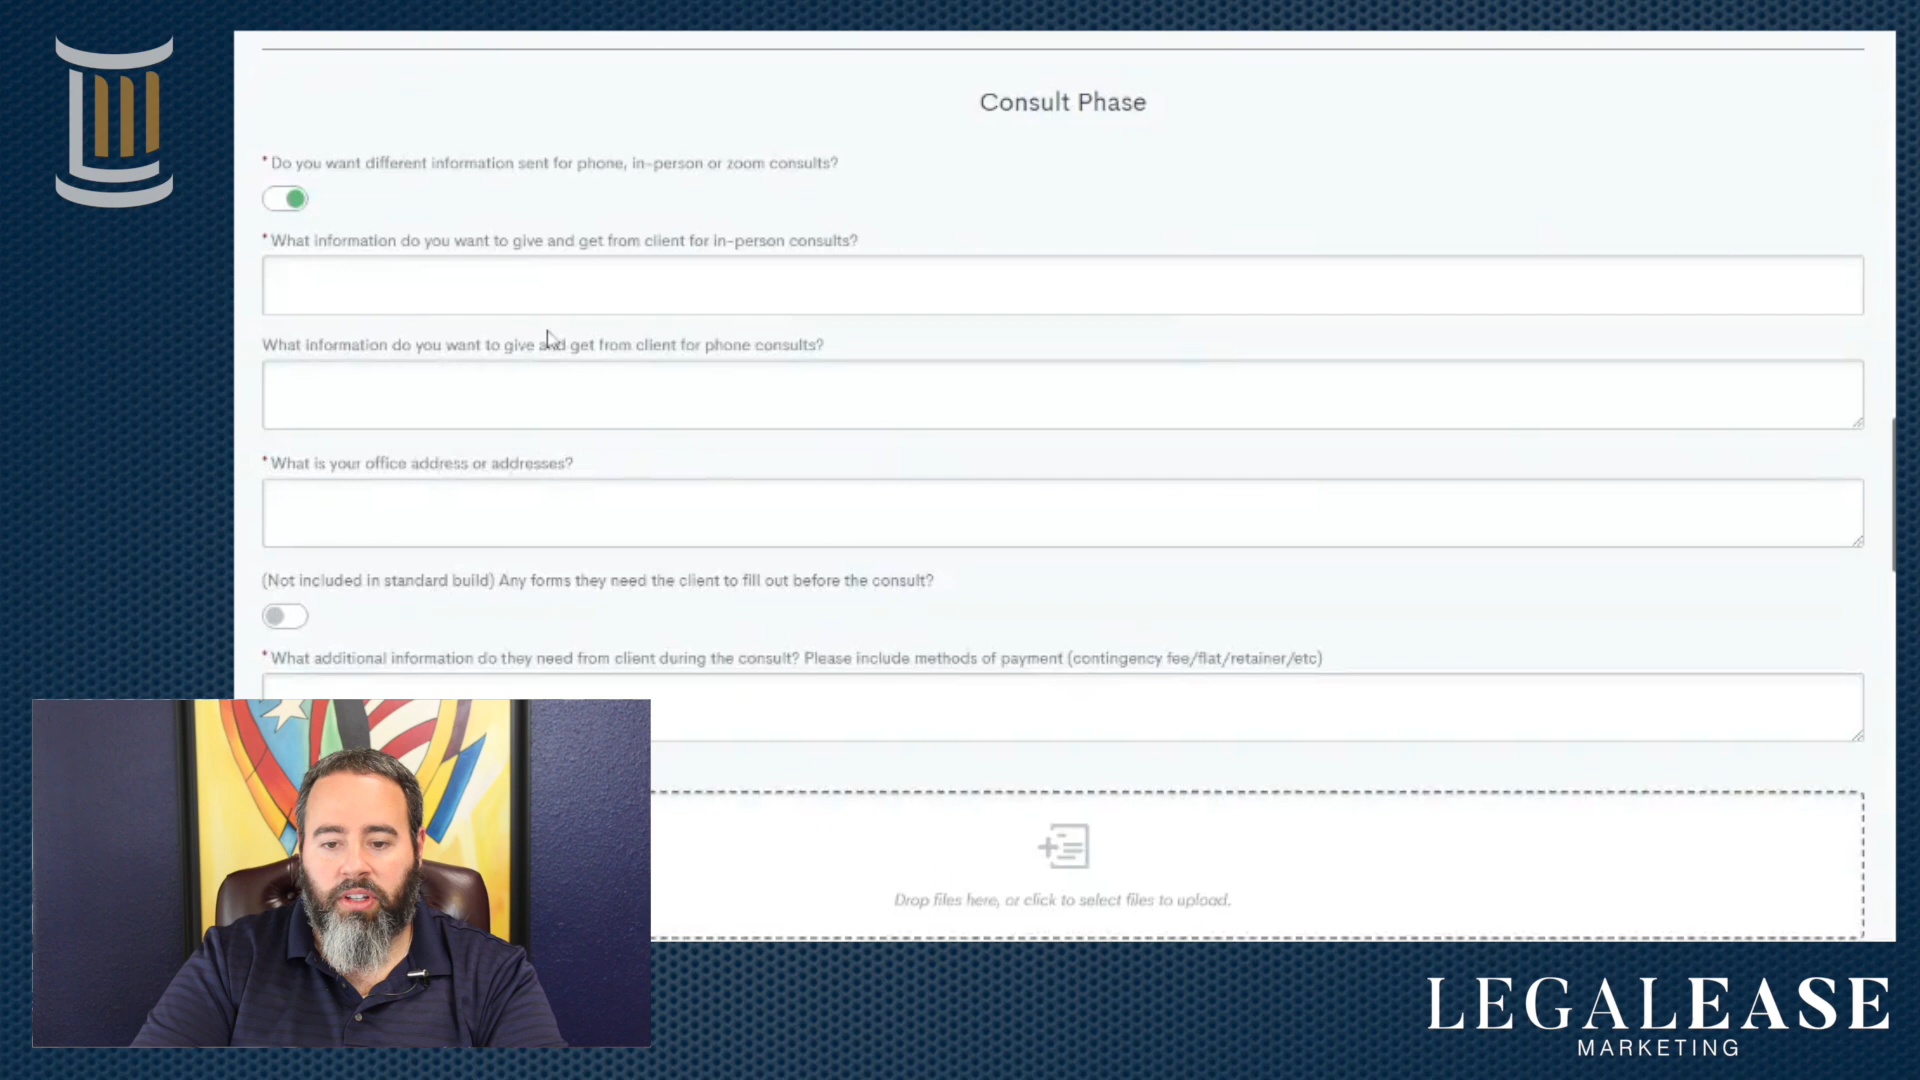 Consult Phase
* Do you want different information sent for phone, in-person or zoom consults?
* What information do you want to give and get from client for in-person consults?
What information do you want to give and get from client for phone consults?
* What is your office address or addresses?
(Not included in standard build) Any forms they need the client to fill out before the consult?
* What additional information do they need from client during the consult? Please include methods of payment (contingency fee/flat/retainer/etc)
Drop files here, or click to select files to upload.
LEGALEASE
MARKETING